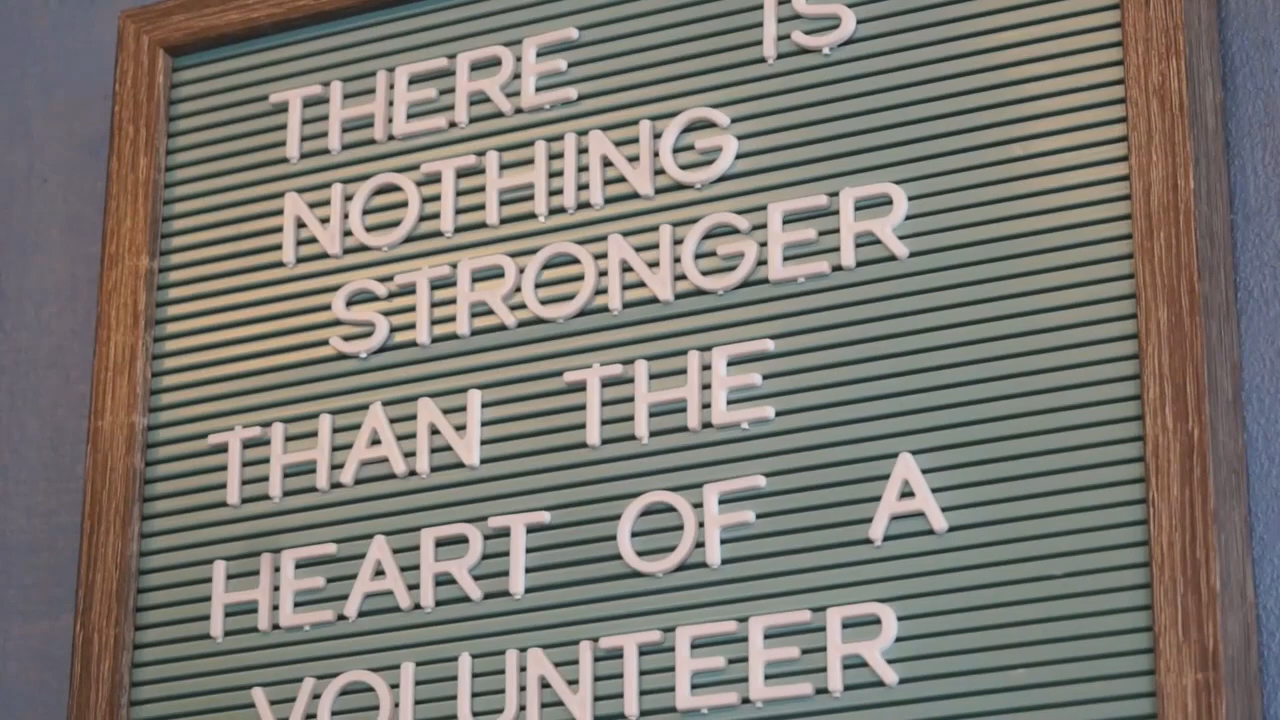 THERE IS
NOTHING
STRONGER
THAN THE
HEART OF A
VOLUNTEER